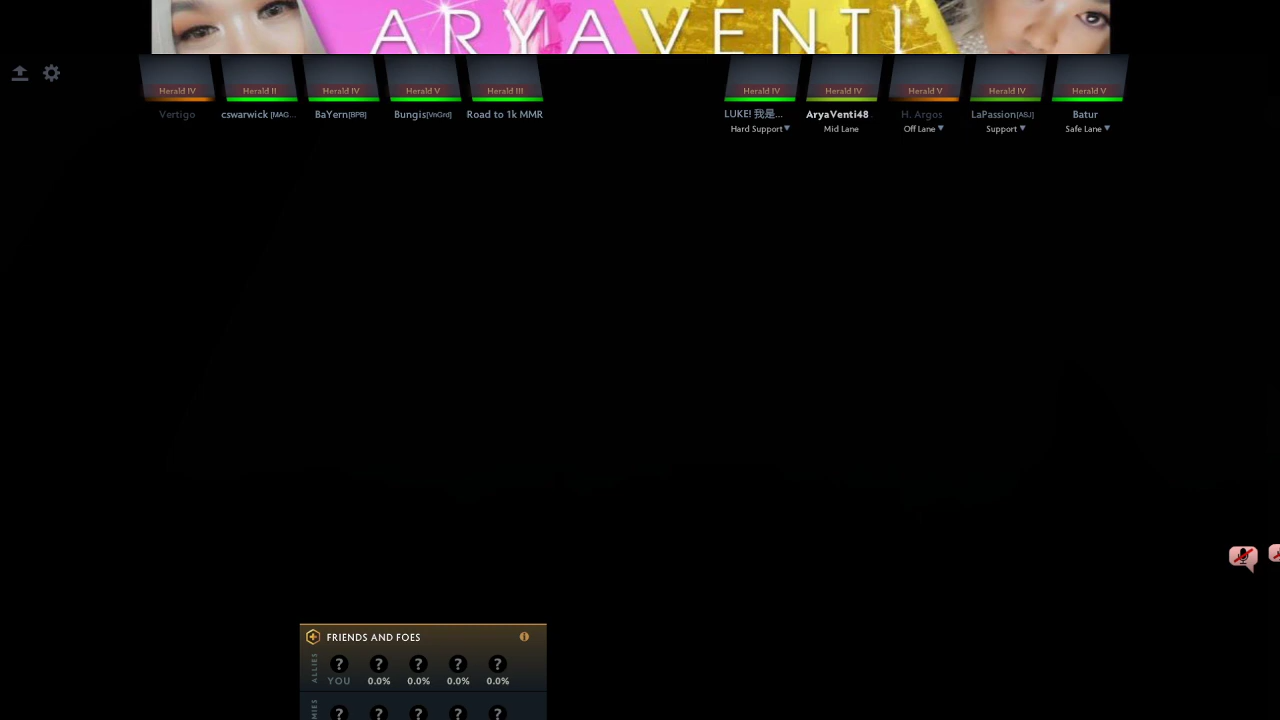 ARYAVENTI
Herald IV Herald II Herald IV Herald V Herald III Herald IV Herald IV Herald V Herald IV Herald V
Vertigo cswarwick [MAG... BaYern[BPB] Bungis[VnGrd] Road to 1k MMR LUKE! 我是... AryaVenti48 H. Argos LaPassion[ASJ] Batur
Hard Support Mid Lane Off Lane Support Safe Lane
FRIENDS AND FOES
ALLIES
? ? ? ? ?
YOU 0.0% 0.0% 0.0% 0.0%
? ? ? ? ?